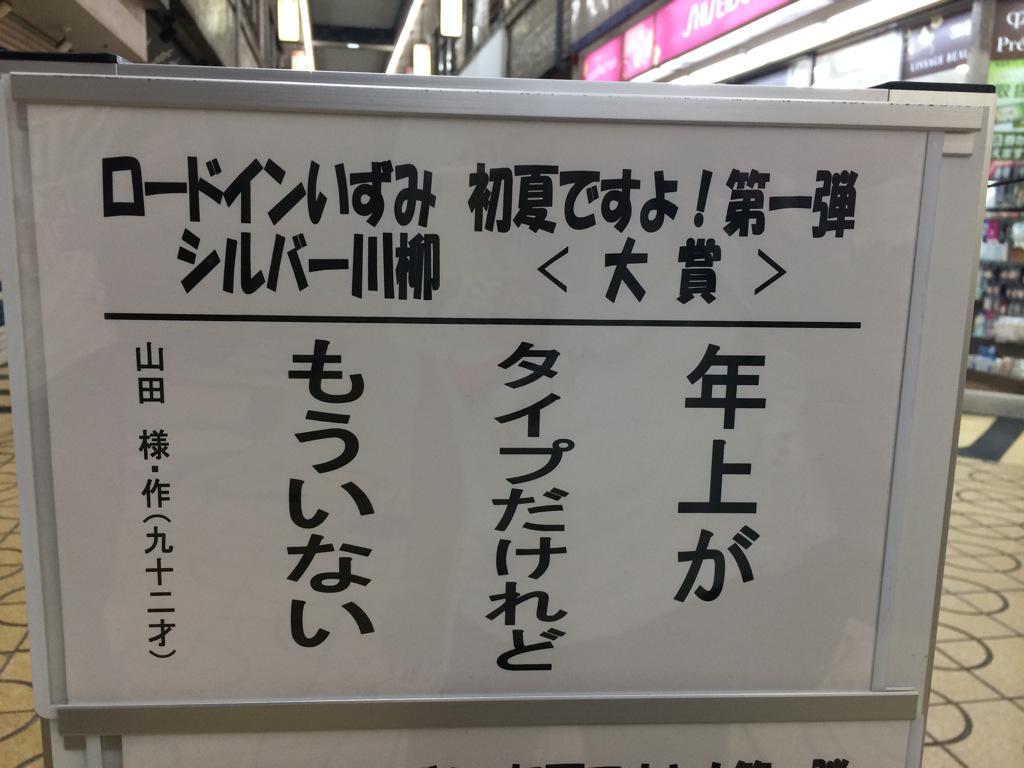 ロードインいずみ 初夏ですよ！第一弾
シルバー川柳 ＜ 大 賞 ＞
年上が
タイプだけれど
もういない
山田 様・作（九十二才）
SHISEIDO